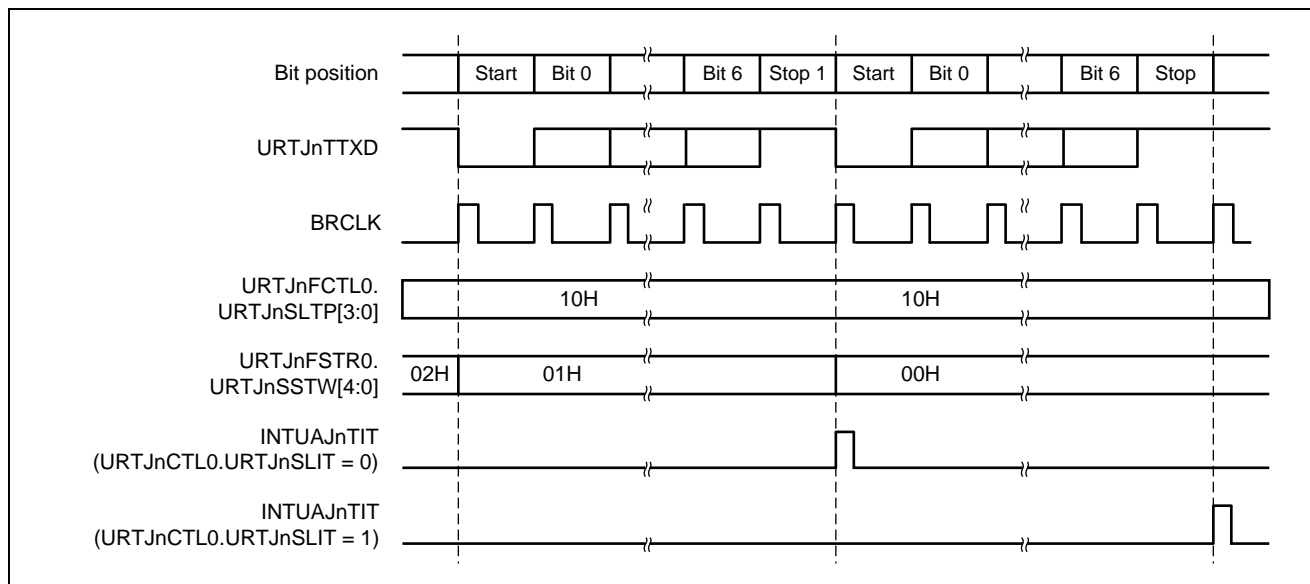 Bit position
Start Bit 0 Bit 6 Stop 1 Start Bit 0 Bit 6 Stop
URTJnTTXD
BRCLK
URTJnFCTL0.
URTJnSLTP[3:0]
10H 10H
URTJnFSTR0.
URTJnSSTW[4:0]
02H 01H 00H
INTUAJnTIT
(URTJnCTL0.URTJnSLIT = 0)
INTUAJnTIT
(URTJnCTL0.URTJnSLIT = 1)